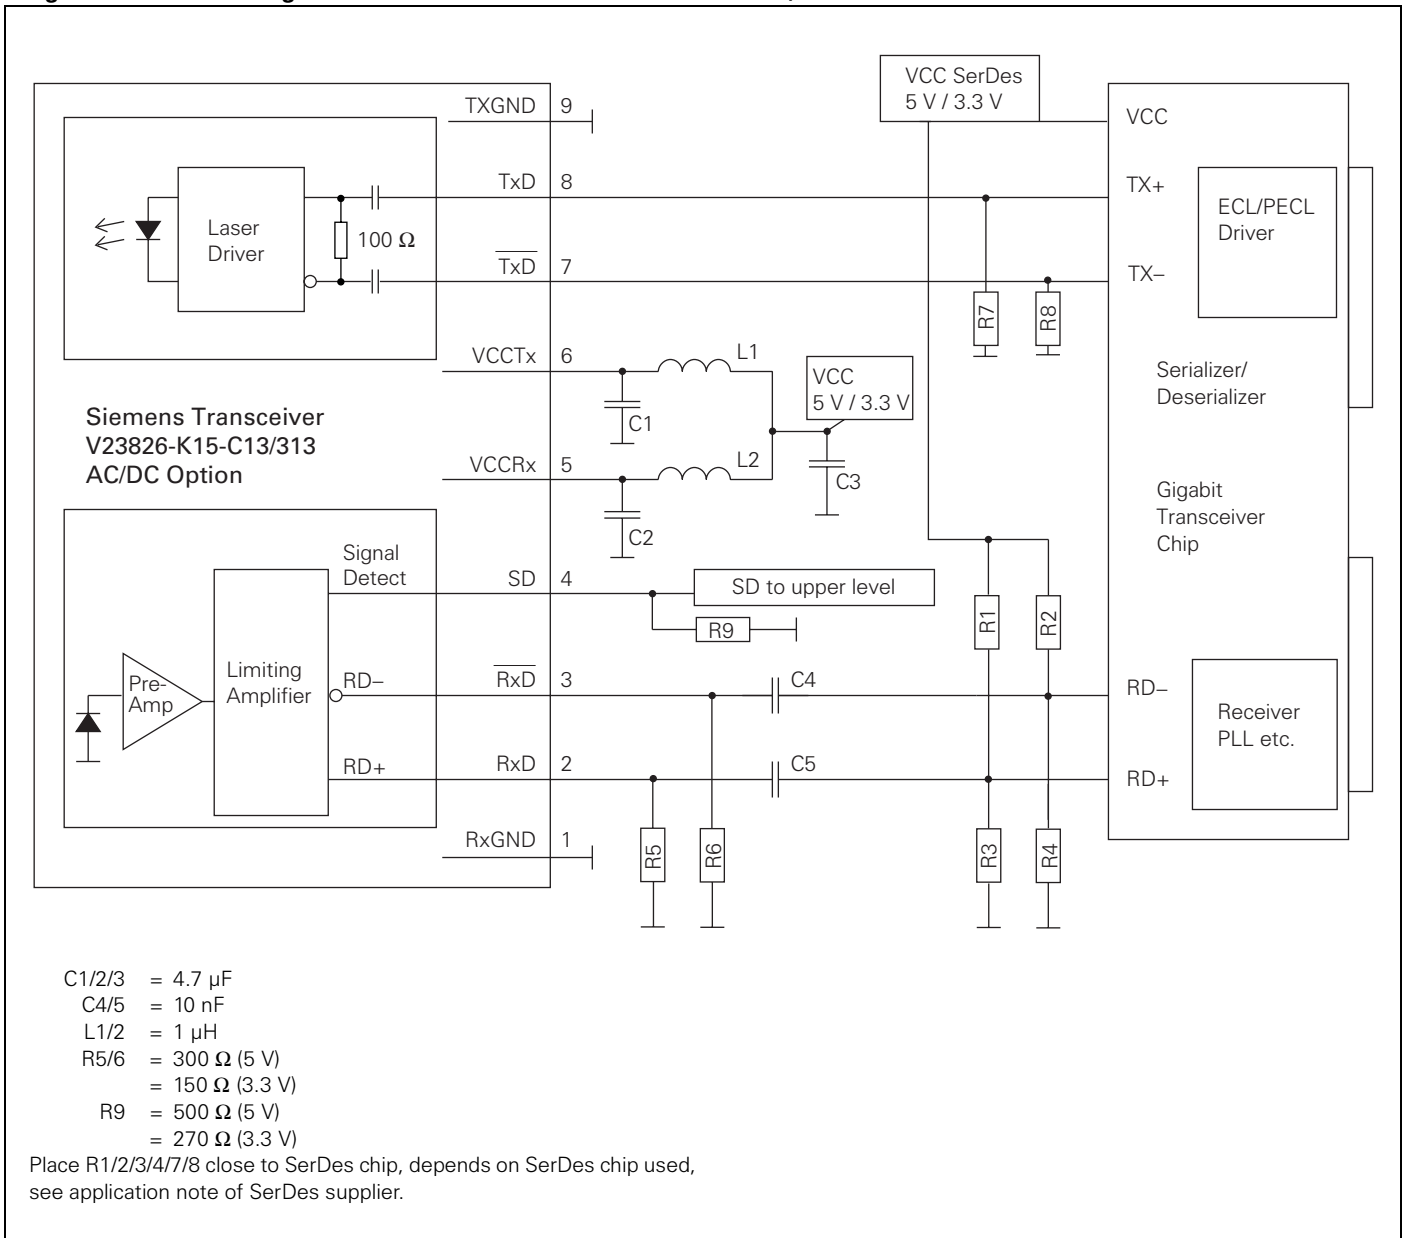 VCC SerDes
5 V / 3.3 V
TXGND 9
VCC
TxD 8
TX+
ECL/PECL
Driver
Laser
Driver
100 Ω
TxD 7
TX–
R7
R8
VCCTx 6
L1
VCC
5 V / 3.3 V
Serializer/
Deserializer
C1
Siemens Transceiver
V23826-K15-C13/313
AC/DC Option
VCCRx 5
L2
C3
C2
Gigabit
Transceiver
Chip
Signal
Detect
SD 4
SD to upper level
R9
R1
R2
Pre-
Amp
Limiting
Amplifier
RD–
RxD 3
C4
RD–
Receiver
PLL etc.
RD+
RxD 2
C5
RD+
RxGND 1
R5
R6
R3
R4
C1/2/3 = 4.7 µF
C4/5 = 10 nF
L1/2 = 1 µH
R5/6 = 300 Ω (5 V)
= 150 Ω (3.3 V)
R9 = 500 Ω (5 V)
= 270 Ω (3.3 V)
Place R1/2/3/4/7/8 close to SerDes chip, depends on SerDes chip used,
see application note of SerDes supplier.